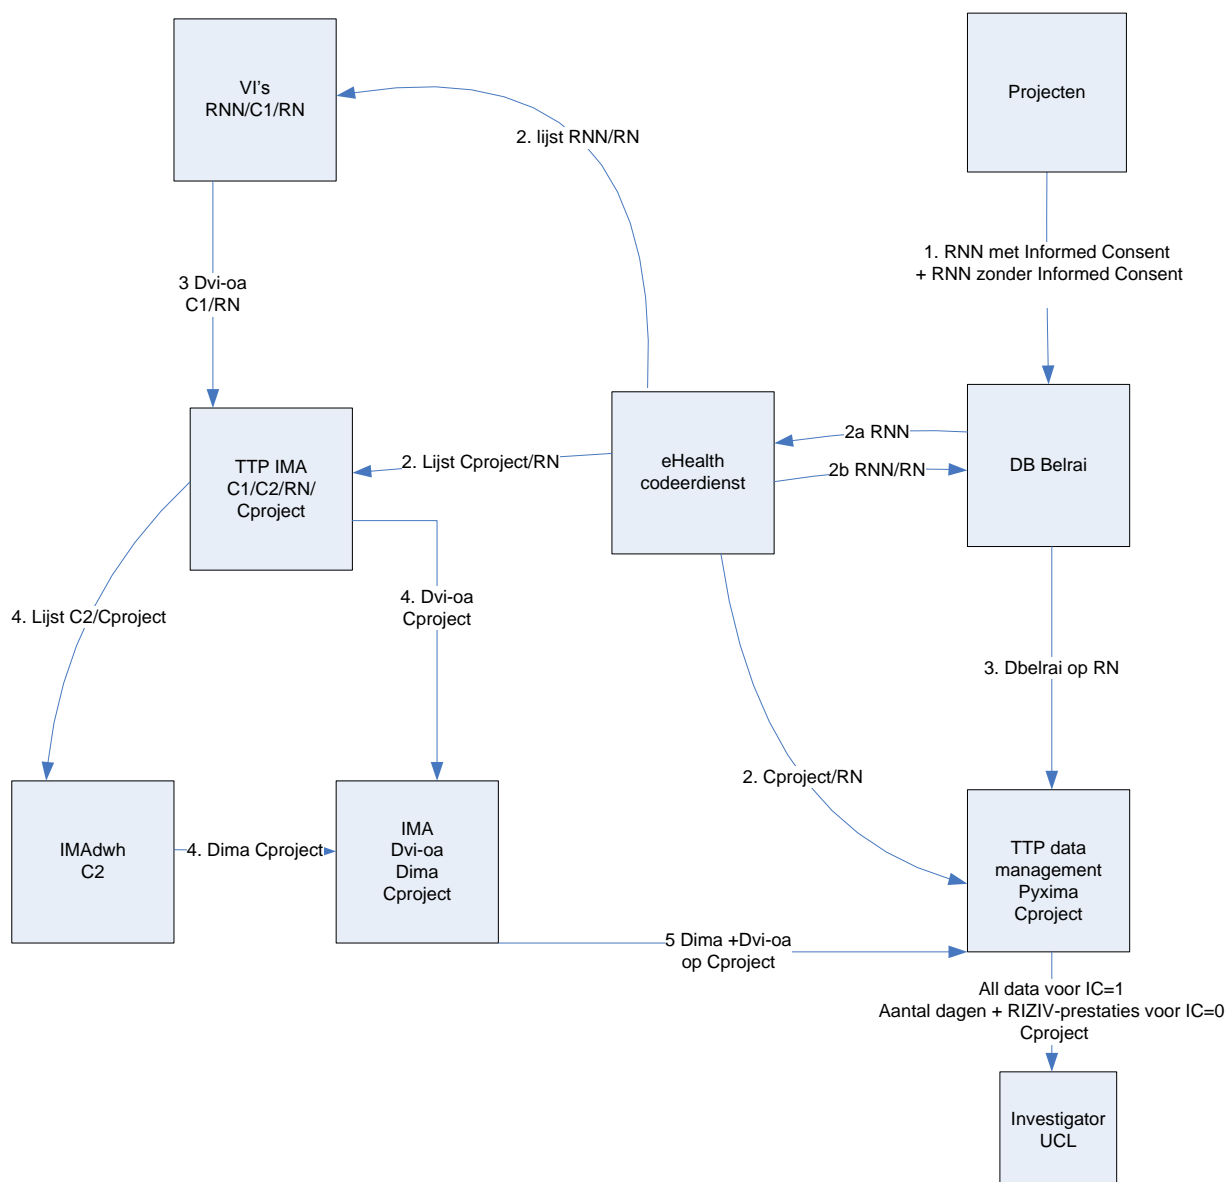 VI's
RNN/C1/RN
Projecten
2. lijst RNN/RN
1. RNN met Informed Consent
+ RNN zonder Informed Consent
3 Dvi-oa
C1/RN
TTP IMA
C1/C2/RN/
Cproject
2. Lijst Cproject/RN
eHealth
codeerdienst
2a RNN
2b RNN/RN
DB Belrai
4. Lijst C2/Cproject
4. Dvi-oa
Cproject
3. Dbelrai op RN
2. Cproject/RN
IMAdwh
C2
4. Dima Cproject
IMA
Dvi-oa
Dima
Cproject
TTP data
management
Pyxima
Cproject
5 Dima +Dvi-oa
op Cproject
All data voor IC=1
Aantal dagen + RIZIV-prestaties voor IC=0
Cproject
Investigator
UCL